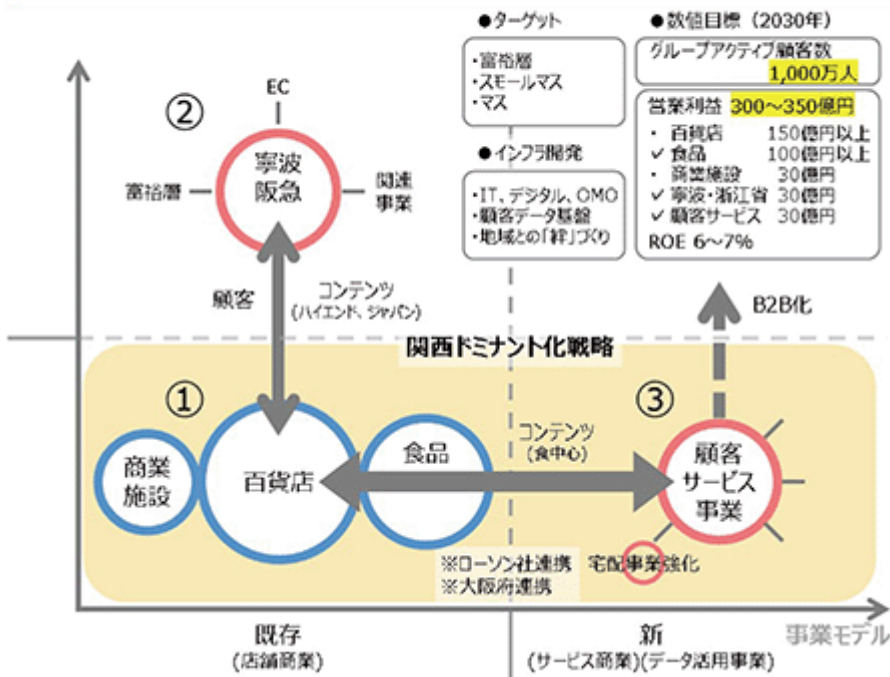 ●ターゲット
・富裕層
・スモールマス
・マス
●インフラ開発
・IT、デジタル、OMO
・顧客データ基盤
・地域との「絆」づくり
●数値目標（2030年）
グループアクティブ顧客数
1,000万人
営業利益 300～350億円
・ 百貨店 150億円以上
✓ 食品 100億円以上
・ 商業施設 30億円
✓ 寧波・浙江省 30億円
✓ 顧客サービス 30億円
ROE 6～7%
②
EC
寧波
阪急
富裕層
関連
事業
顧客
コンテンツ
(ハイエンド、ジャパン)
B2B化
関西ドミナント化戦略
①
商業
施設
百貨店
食品
コンテンツ
(食中心)
③
顧客
サービス
事業
※ローソン社連携
※大阪府連携
宅配事業強化
既存
(店舗商業)
新
(サービス商業)(データ活用事業)
事業モデル